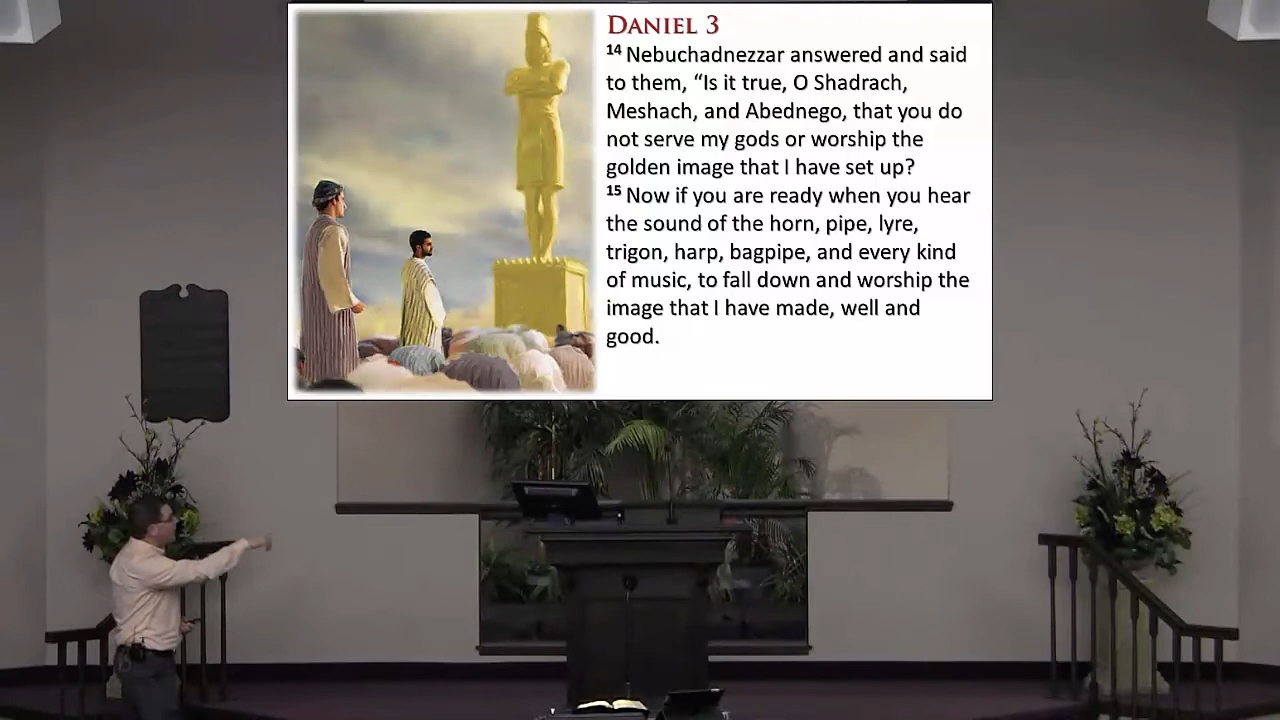 DANIEL 3
14 Nebuchadnezzar answered and said
to them, “Is it true, O Shadrach,
Meshach, and Abednego, that you do
not serve my gods or worship the
golden image that I have set up?
15 Now if you are ready when you hear
the sound of the horn, pipe, lyre,
trigon, harp, bagpipe, and every kind
of music, to fall down and worship the
image that I have made, well and
good.